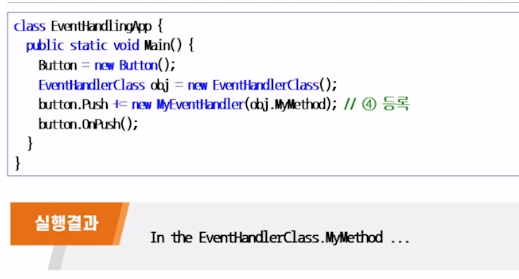 class EventHandlingApp {
public static void Main() {
Button = new Button();
EventHandlerClass obj = new EventHandlerClass();
button.Push += new MyEventHandler(obj.MyMethod); // ④ 등록
button.OnPush();
}
}
실행결과
In the EventHandlerClass.MyMethod ...